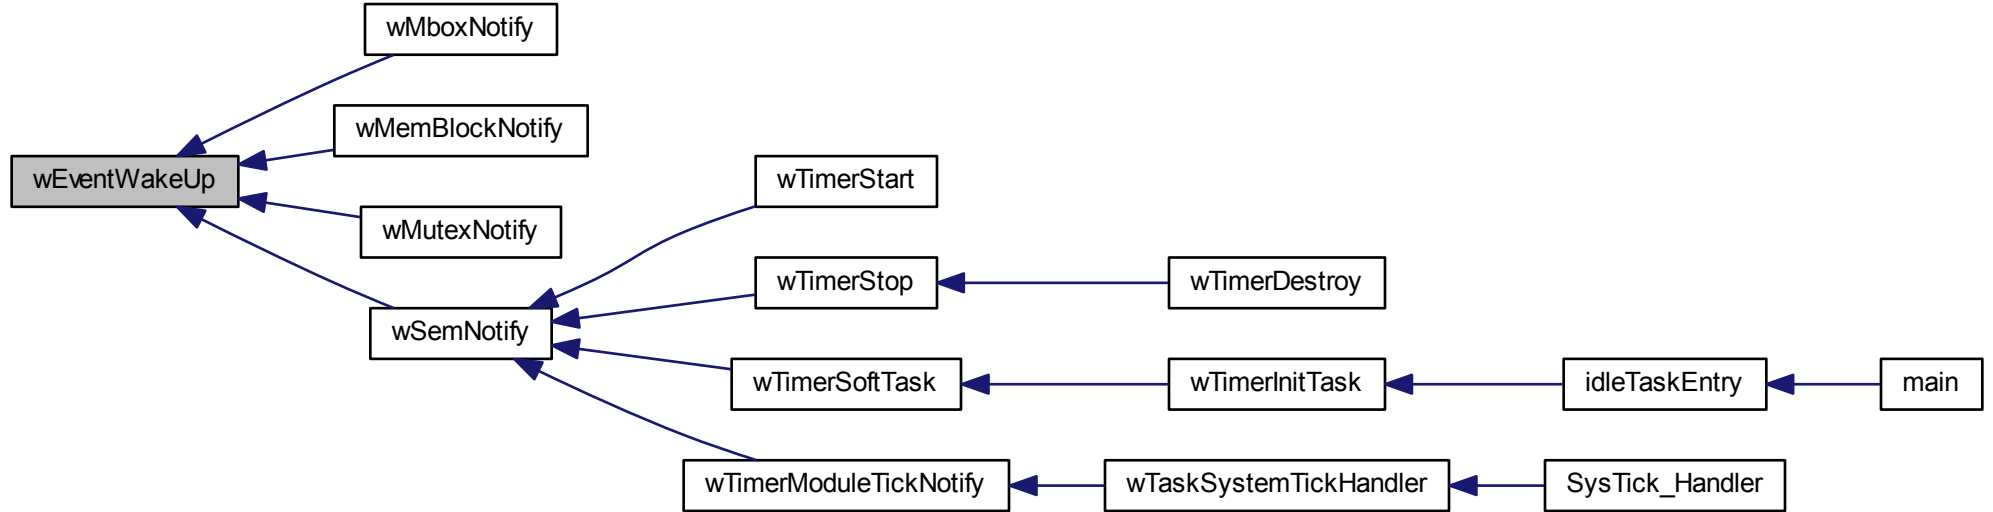 wMboxNotify
wMemBlockNotify
wEventWakeUp
wTimerStart
wMutexNotify
wTimerStop
wTimerDestroy
wSemNotify
wTimerSoftTask
wTimerInitTask
idleTaskEntry
main
wTimerModuleTickNotify
wTaskSystemTickHandler
SysTick_Handler